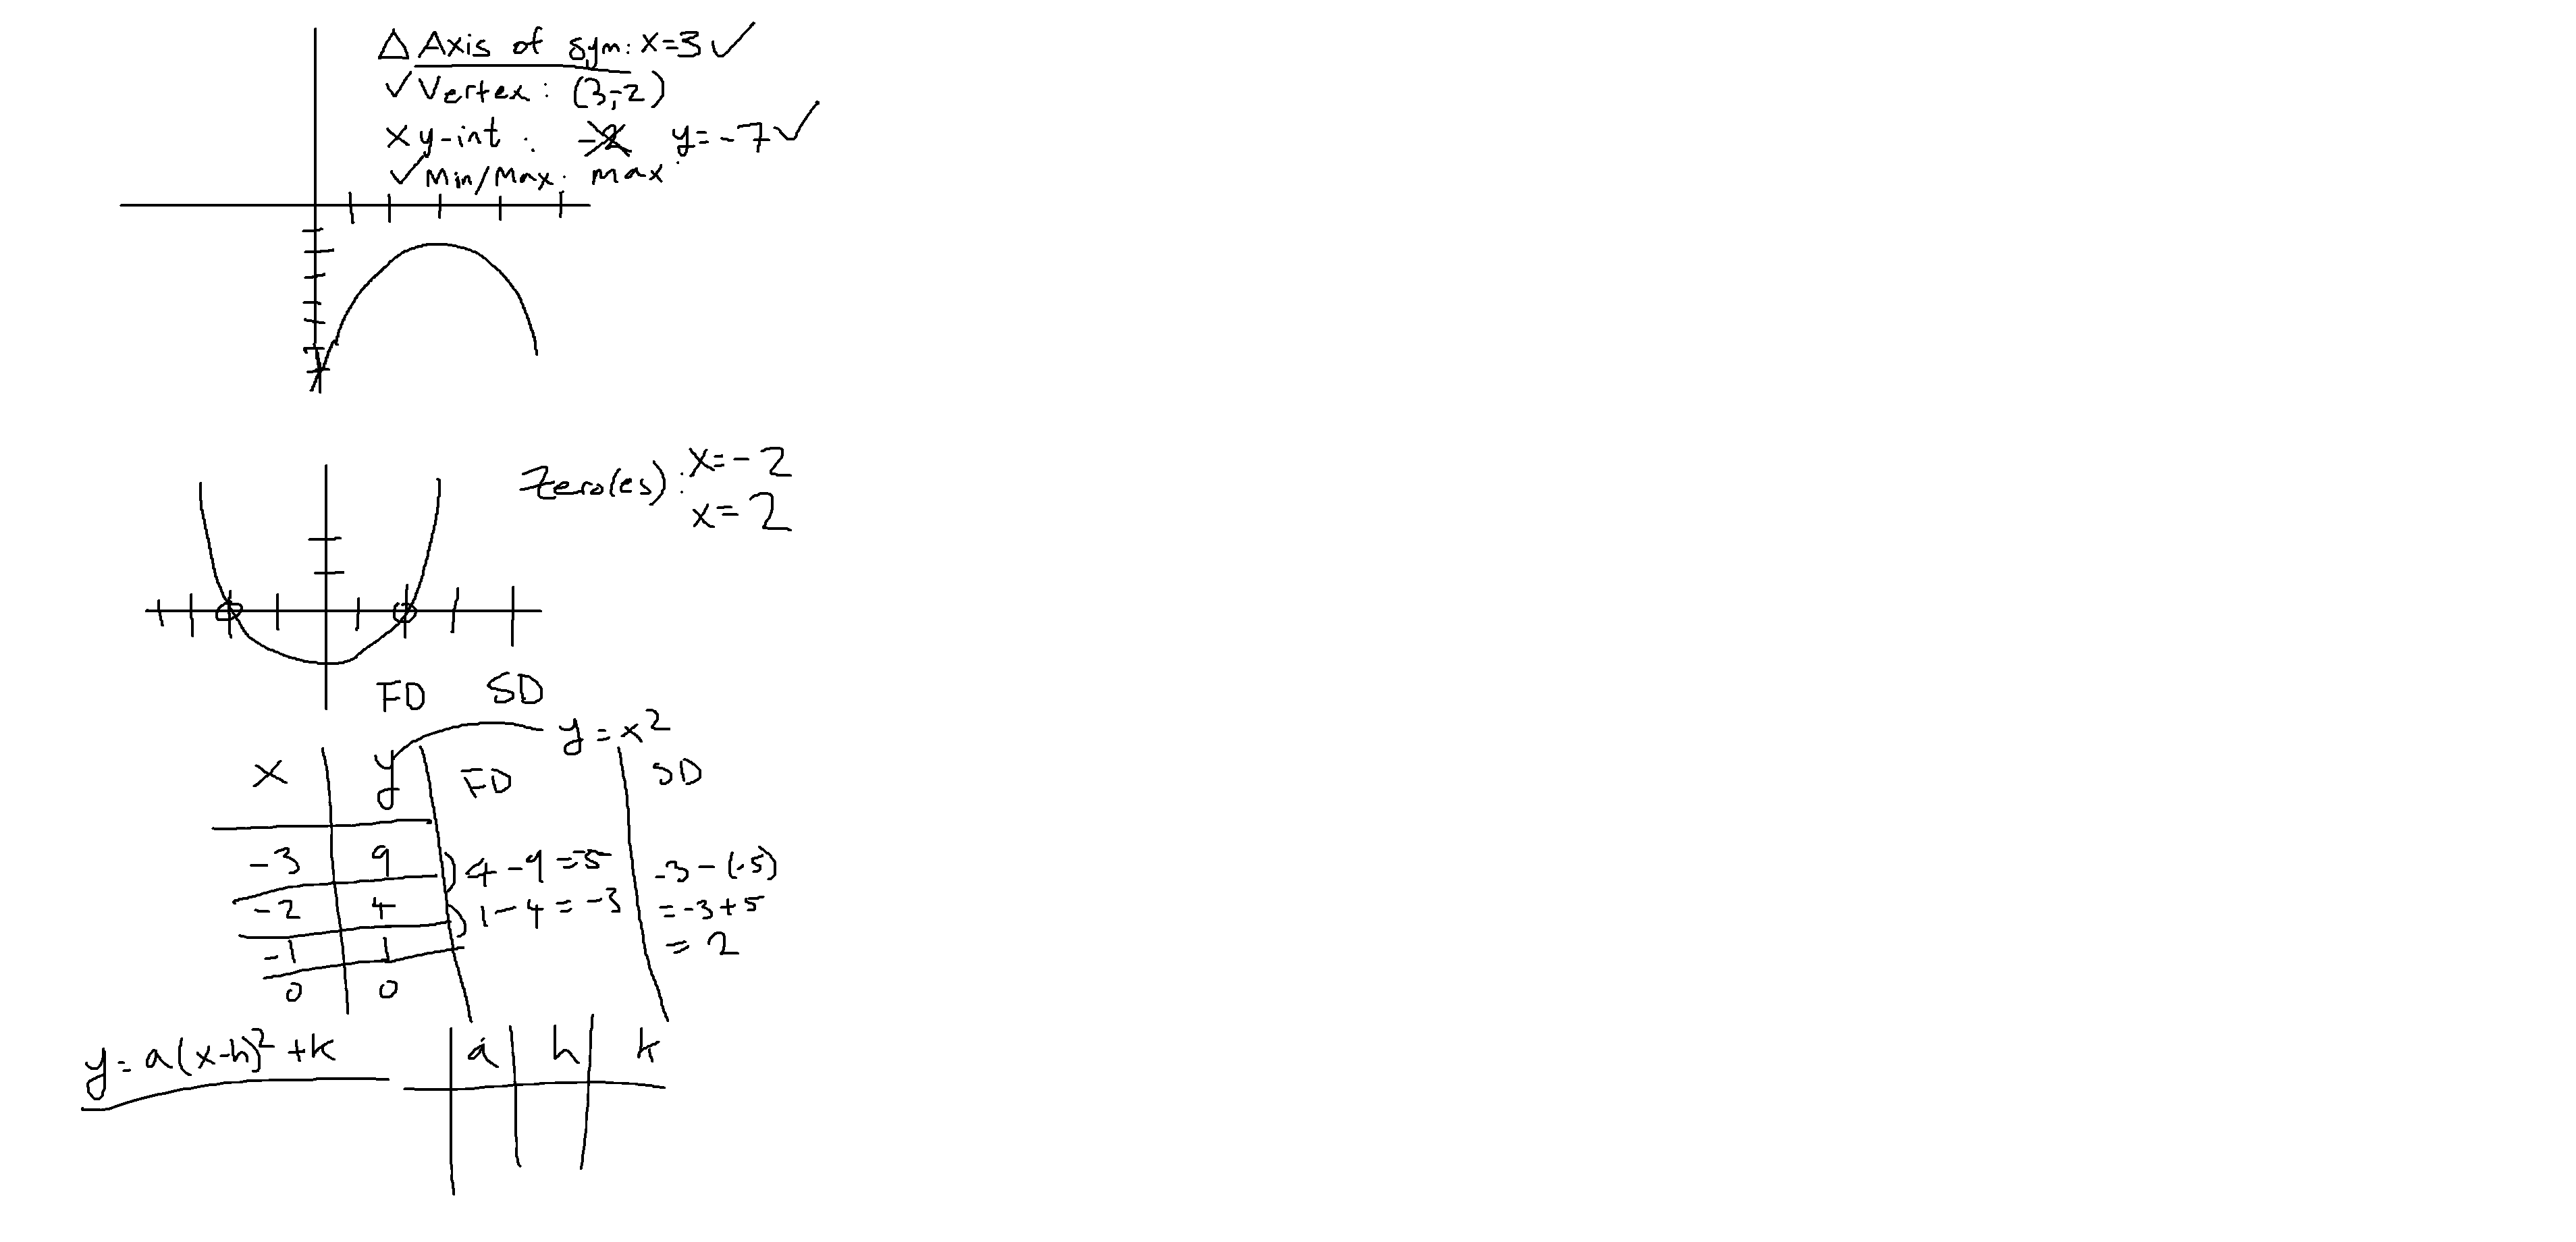 △ Axis of sym: x=3 ✓
✓ Vertex: (3,-2)
x y-int: -2 y=-7 ✓
✓ Min/Max: max
Zero(es): x=-2
x=2
FD SD
y=x²
x y FD SD
-3 9 4-9=-5 -3-(-5)
-2 4 1-4=-3 =-3+5
-1 1 =2
0 0
y=a(x-h)²+k a h k